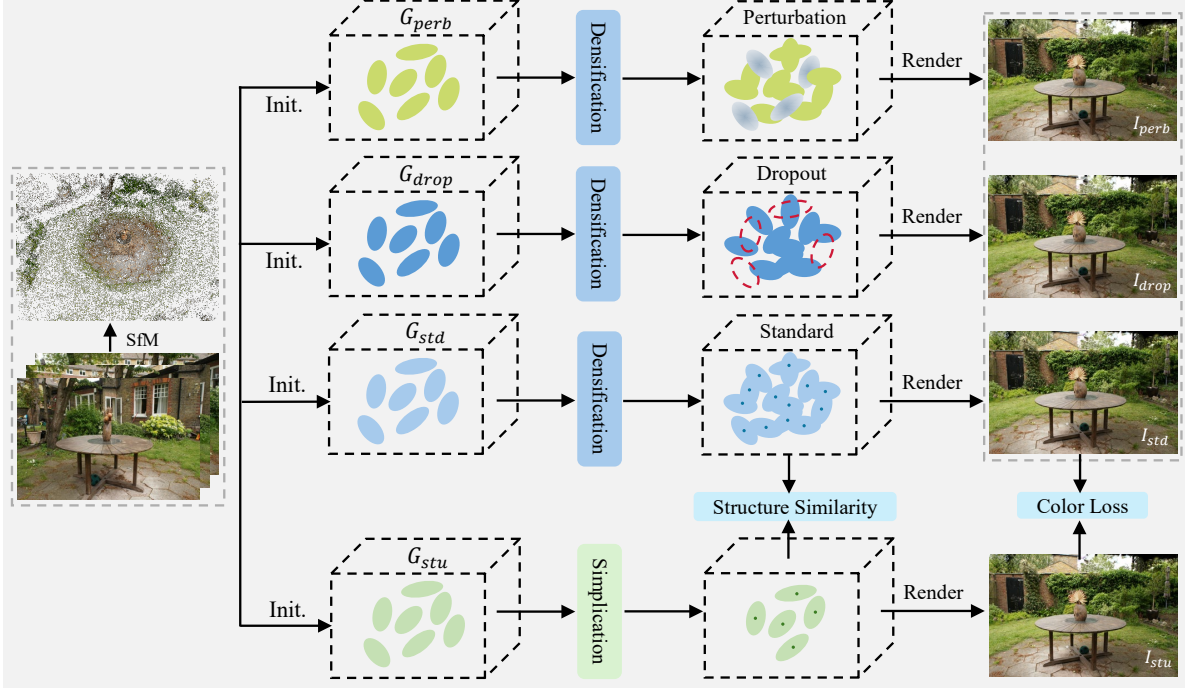 G_perb
Init.
Densification
Perturbation
Render
I_perb
G_drop
Init.
Densification
Dropout
Render
I_drop
SfM
G_std
Init.
Densification
Standard
Render
I_std
Structure Similarity
Color Loss
G_stu
Init.
Simplication
Render
I_stu